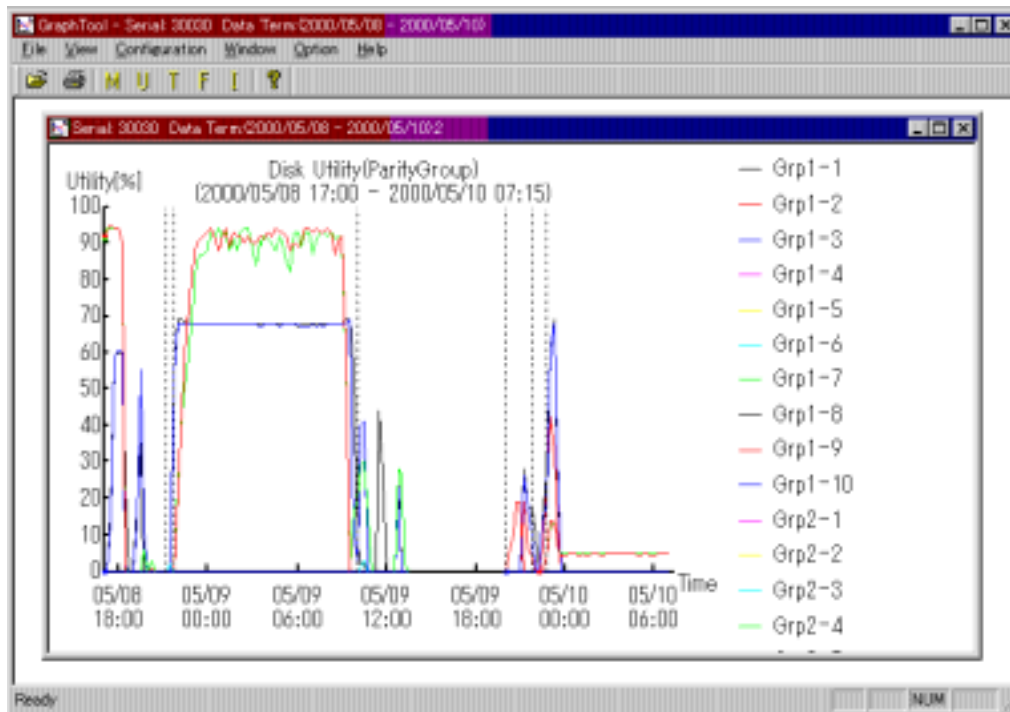 GraphTool - Serial: 30030 Data Term:(2000/05/08 - 2000/05/10)
File View Configuration Window Option Help
M U T F [ ?
Serial: 30030 Data Term:(2000/05/08 - 2000/05/10):2
Disk Utility(ParityGroup)
(2000/05/08 17:00 - 2000/05/10 07:15)
Utility[%]
100
90
80
70
60
50
40
30
20
10
0
05/08 05/09 05/09 05/09 05/09 05/10 05/10 Time
18:00 00:00 06:00 12:00 18:00 00:00 06:00
Grp1-1
Grp1-2
Grp1-3
Grp1-4
Grp1-5
Grp1-6
Grp1-7
Grp1-8
Grp1-9
Grp1-10
Grp2-1
Grp2-2
Grp2-3
Grp2-4
Ready NUM